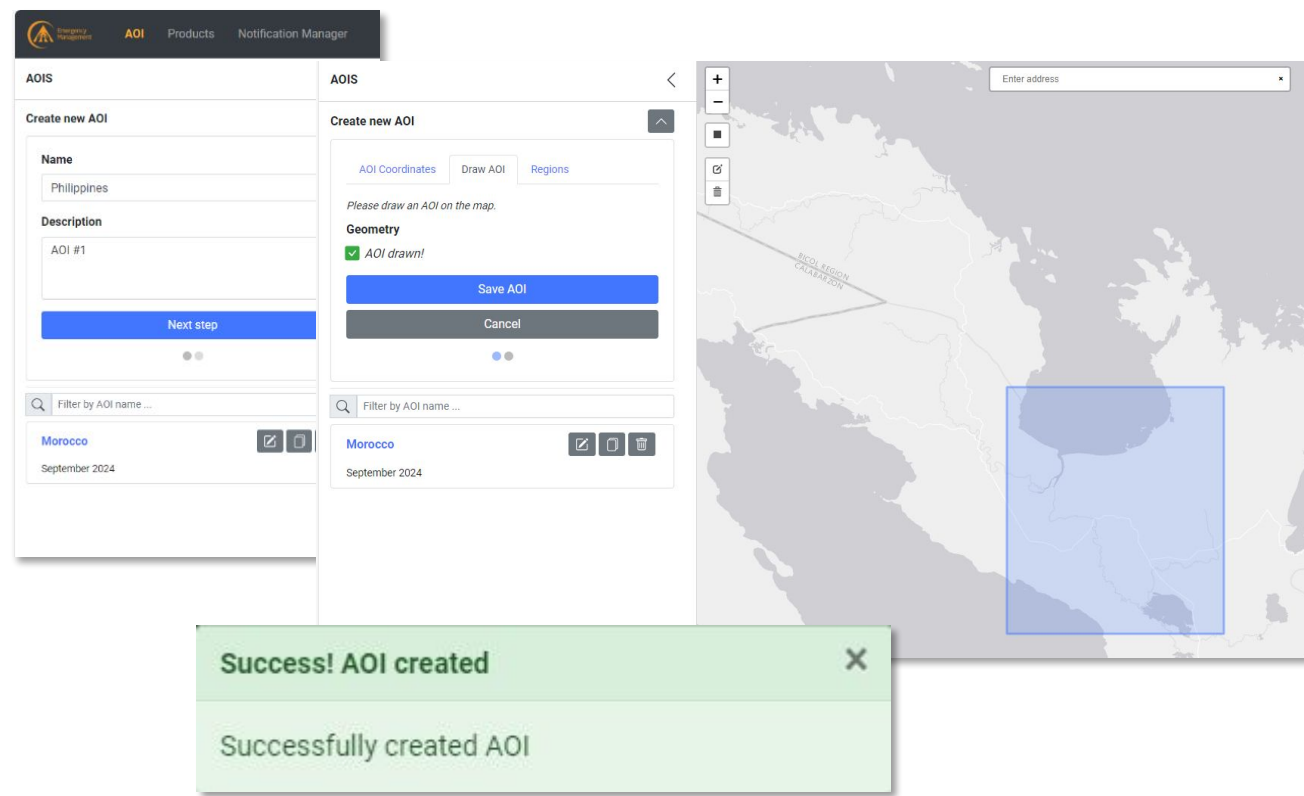 Emergency
Management
AOI
Products
Notification Manager
AOIS
Create new AOI
Name
Philippines
Description
AOI #1
Next step
Filter by AOI name ...
Morocco
September 2024
AOIS
Create new AOI
AOI Coordinates
Draw AOI
Regions
Please draw an AOI on the map.
Geometry
AOI drawn!
Save AOI
Cancel
Filter by AOI name ...
Morocco
September 2024
Enter address
BICOL REGION
CALABARZON
Success! AOI created
Successfully created AOI